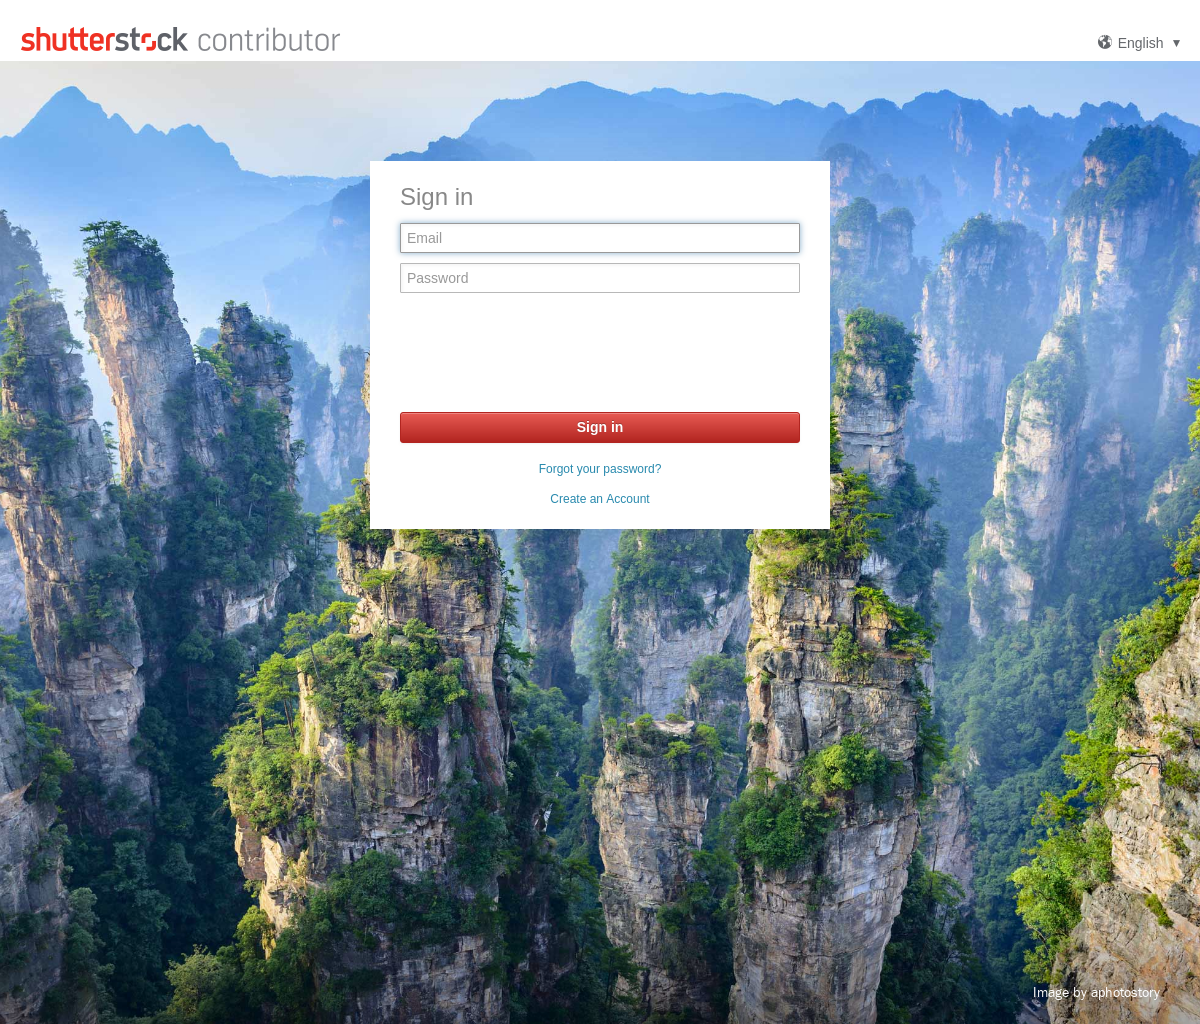 shutterstock contributor
English ▼
Sign in
Email
Password
Sign in
Forgot your password?
Create an Account
Image by aphotostory